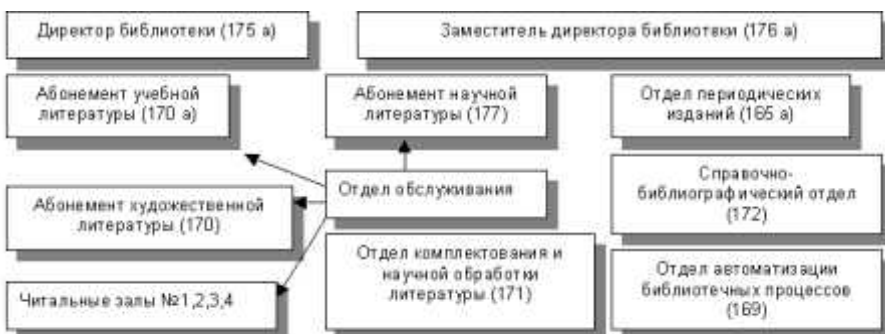 Директор библиотеки (175 а)
Заместитель директора библиотеки (176 а)
Абонемент учебной
литературы (170 а)
Абонемент научной
литературы (177)
Отдел периодических
изданий (165 а)
Отдел обслуживания
Справочно-
библиографический отдел
(172)
Абонемент художественной
литературы (170)
Отдел комплектования и
научной обработки
литературы (171)
Отдел автоматизации
библиотечных процессов
(169)
Читальные залы №1,2,3,4